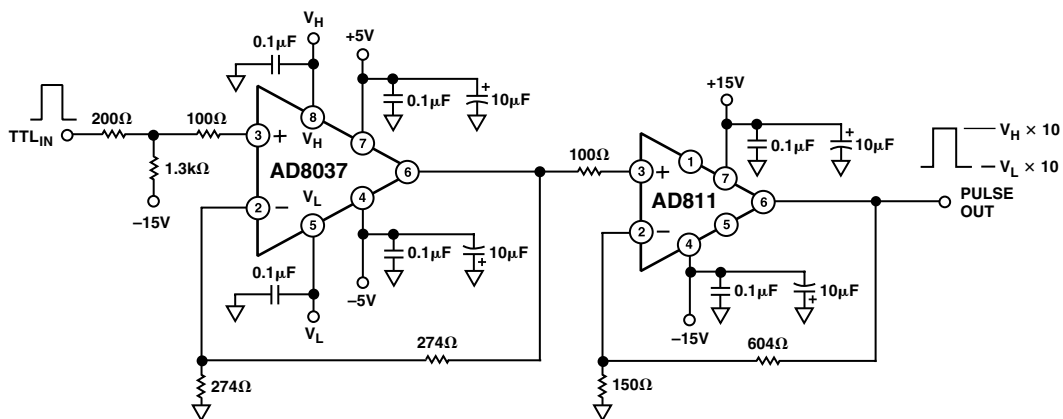 V_H
0.1µF
+5V
0.1µF
10µF
+
TTL_IN
200Ω
100Ω
1.3kΩ
–15V
3
+
8
V_H
7
AD8037
6
2
–
V_L
4
5
0.1µF
V_L
–5V
0.1µF
10µF
+
274Ω
274Ω
100Ω
+15V
0.1µF
10µF
+
3
+
1
7
AD811
6
2
–
5
4
–15V
0.1µF
10µF
+
604Ω
150Ω
V_H × 10
V_L × 10
PULSE
OUT